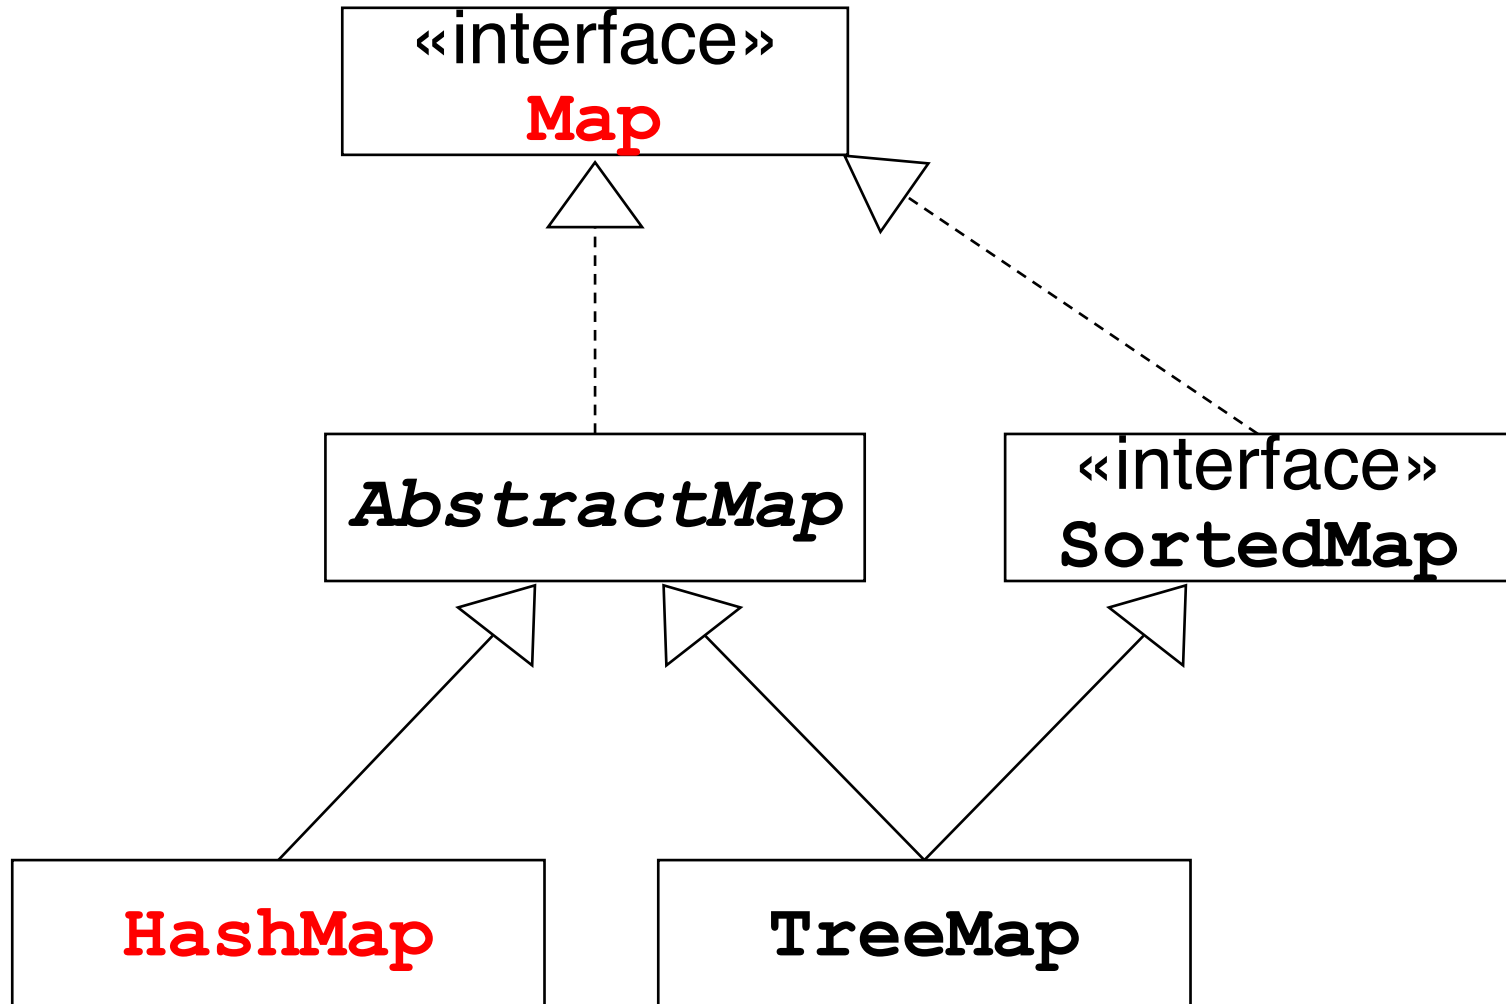 «interface»
Map
AbstractMap
«interface»
SortedMap
HashMap
TreeMap